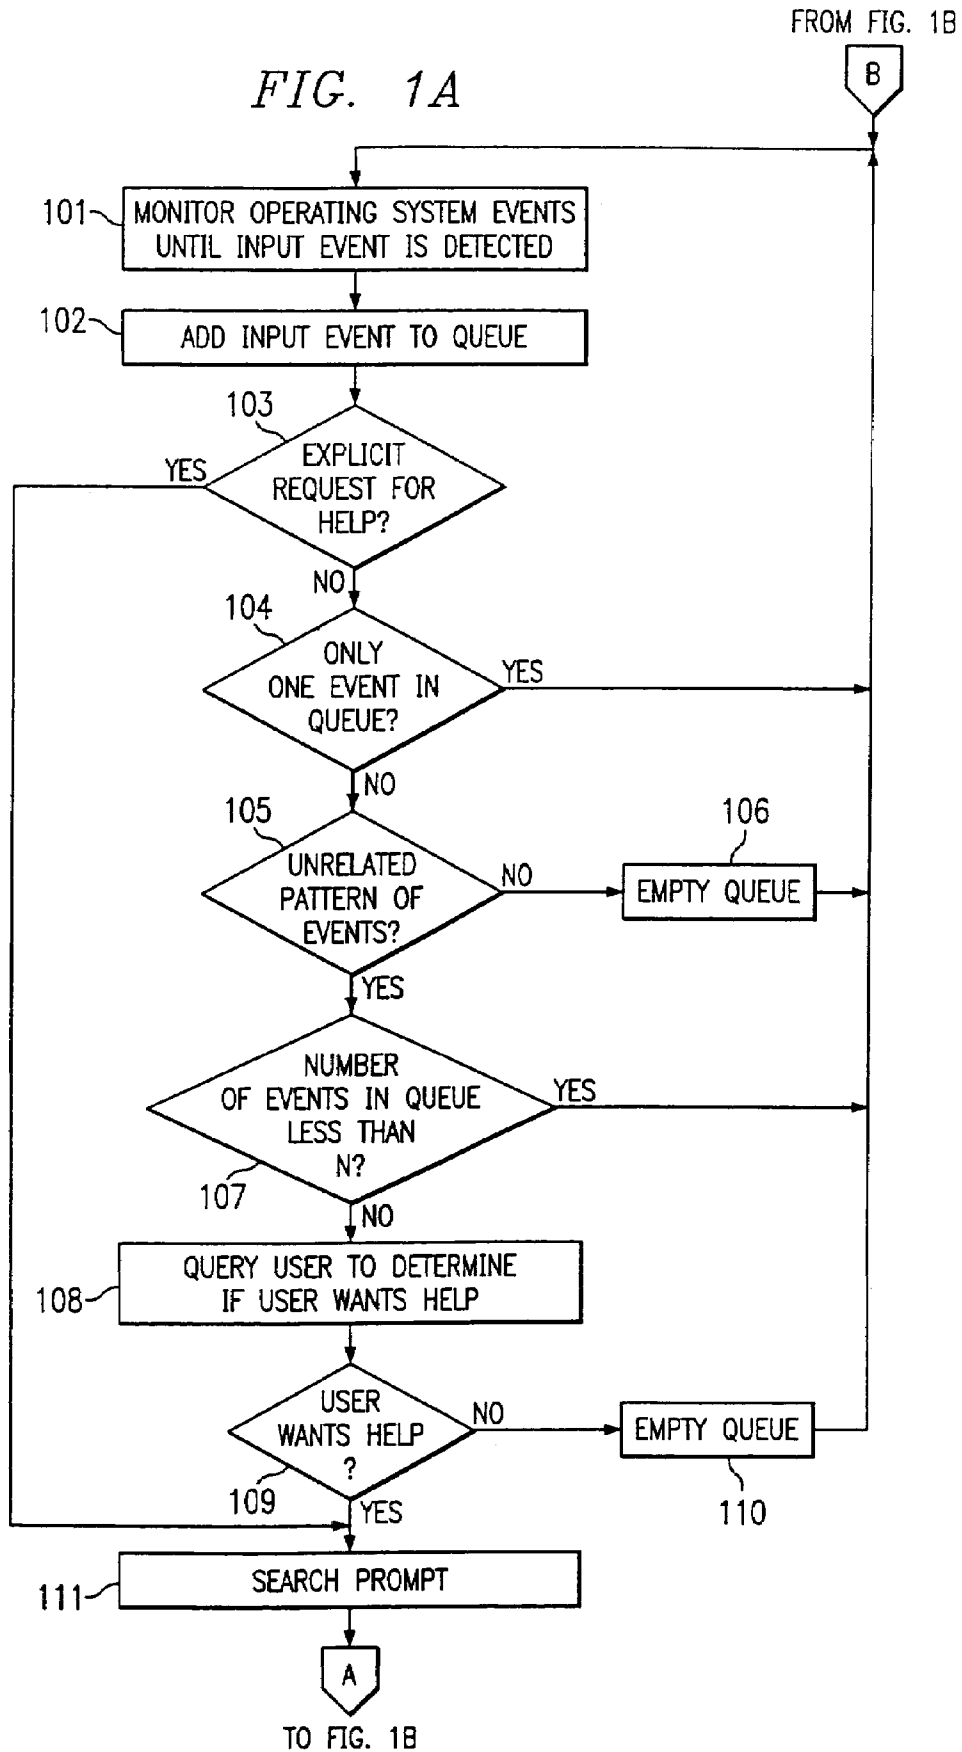 FROM FIG. 1B
B
FIG. 1A
101
MONITOR OPERATING SYSTEM EVENTS
UNTIL INPUT EVENT IS DETECTED
102
ADD INPUT EVENT TO QUEUE
103
EXPLICIT
REQUEST FOR
HELP?
YES
NO
104
ONLY
ONE EVENT IN
QUEUE?
YES
NO
105
UNRELATED
PATTERN OF
EVENTS?
NO
106
EMPTY QUEUE
YES
NUMBER
OF EVENTS IN QUEUE
LESS THAN
N?
YES
107
NO
108
QUERY USER TO DETERMINE
IF USER WANTS HELP
USER
WANTS HELP
?
NO
EMPTY QUEUE
109
110
YES
111
SEARCH PROMPT
A
TO FIG. 1B